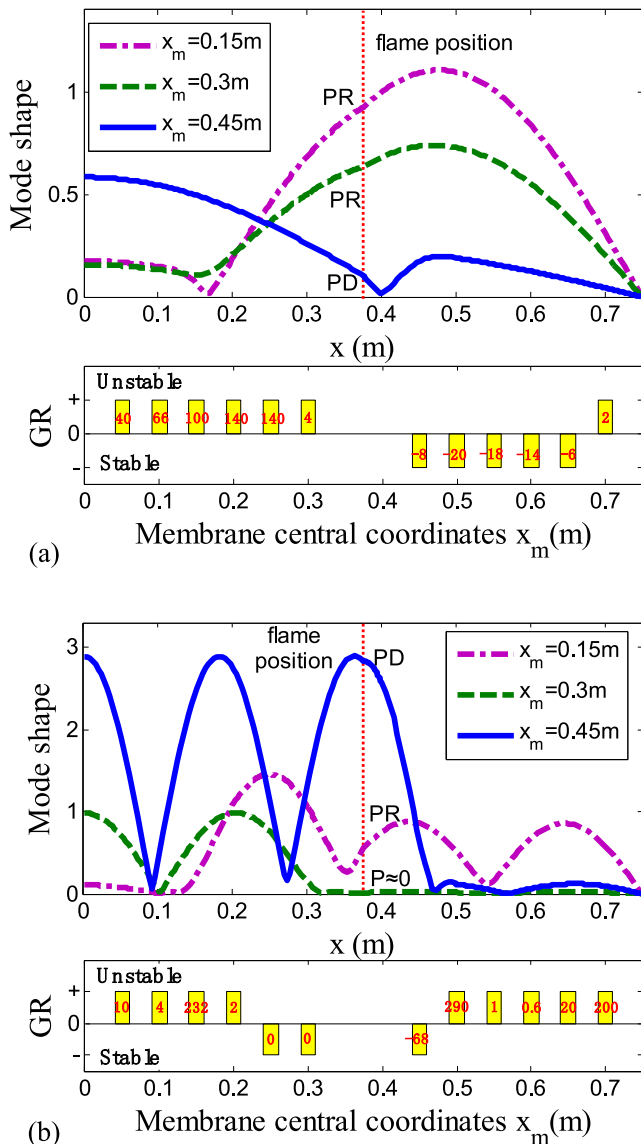 x_m=0.15m
x_m=0.3m
x_m=0.45m
flame position
PR
PR
PD
Mode shape
1
0.5
0
0 0.1 0.2 0.3 0.4 0.5 0.6 0.7
x (m)
Unstable
GR
+
0
-
40 66 100 140 140 4 2
-8 -20 -18 -14 -6
Stable
0 0.1 0.2 0.3 0.4 0.5 0.6 0.7
Membrane central coordinates x_m(m)
(a)
flame
position
PD
x_m=0.15m
x_m=0.3m
x_m=0.45m
PR
P≈0
Mode shape
3
2
1
0
0 0.1 0.2 0.3 0.4 0.5 0.6 0.7
x (m)
Unstable
GR
+
0
-
10 4 232 2 290 1 0.6 20 200
0 0 -68
Stable
0 0.1 0.2 0.3 0.4 0.5 0.6 0.7
Membrane central coordinates x_m(m)
(b)